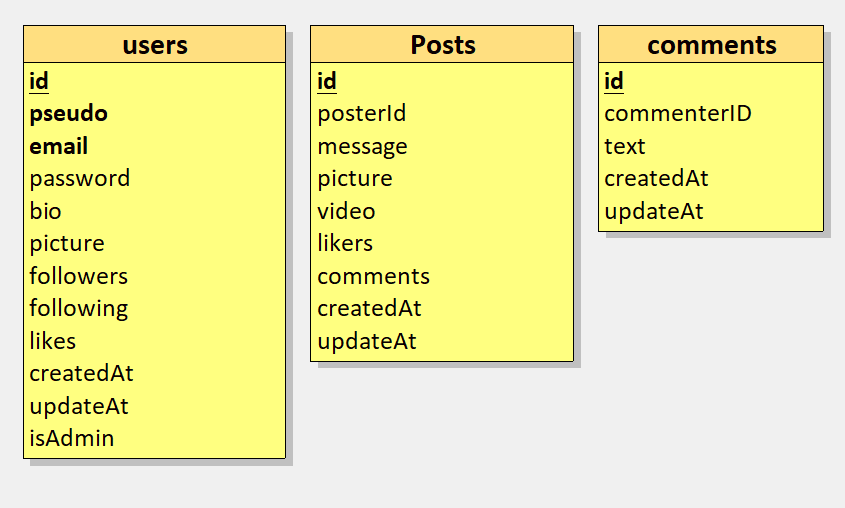 users
id
pseudo
email
password
bio
picture
followers
following
likes
createdAt
updateAt
isAdmin
Posts
id
posterId
message
picture
video
likers
comments
createdAt
updateAt
comments
id
commenterID
text
createdAt
updateAt